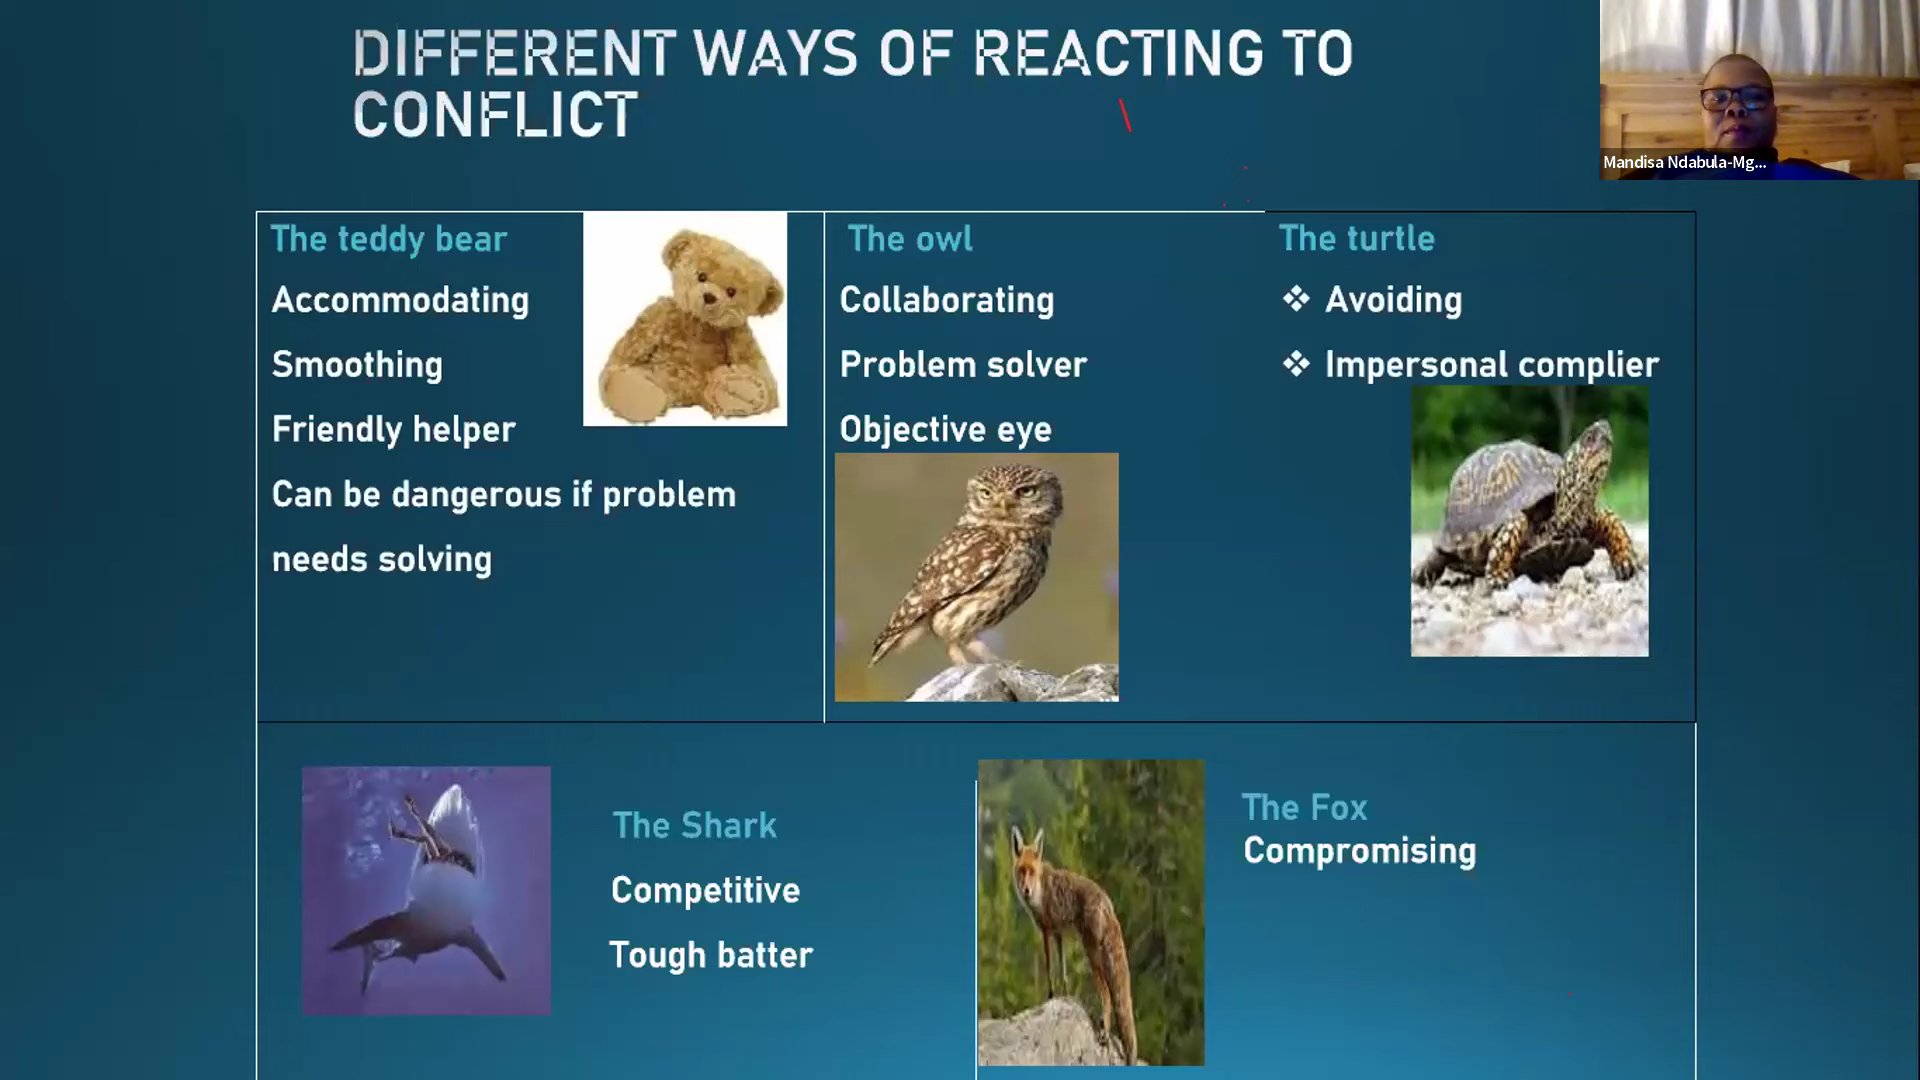 DIFFERENT WAYS OF REACTING TO
CONFLICT
Mandisa Ndabula-Mg...
The teddy bear
Accommodating
Smoothing
Friendly helper
Can be dangerous if problem
needs solving
The owl
Collaborating
Problem solver
Objective eye
The turtle
❖ Avoiding
❖ Impersonal complier
The Shark
Competitive
Tough batter
The Fox
Compromising